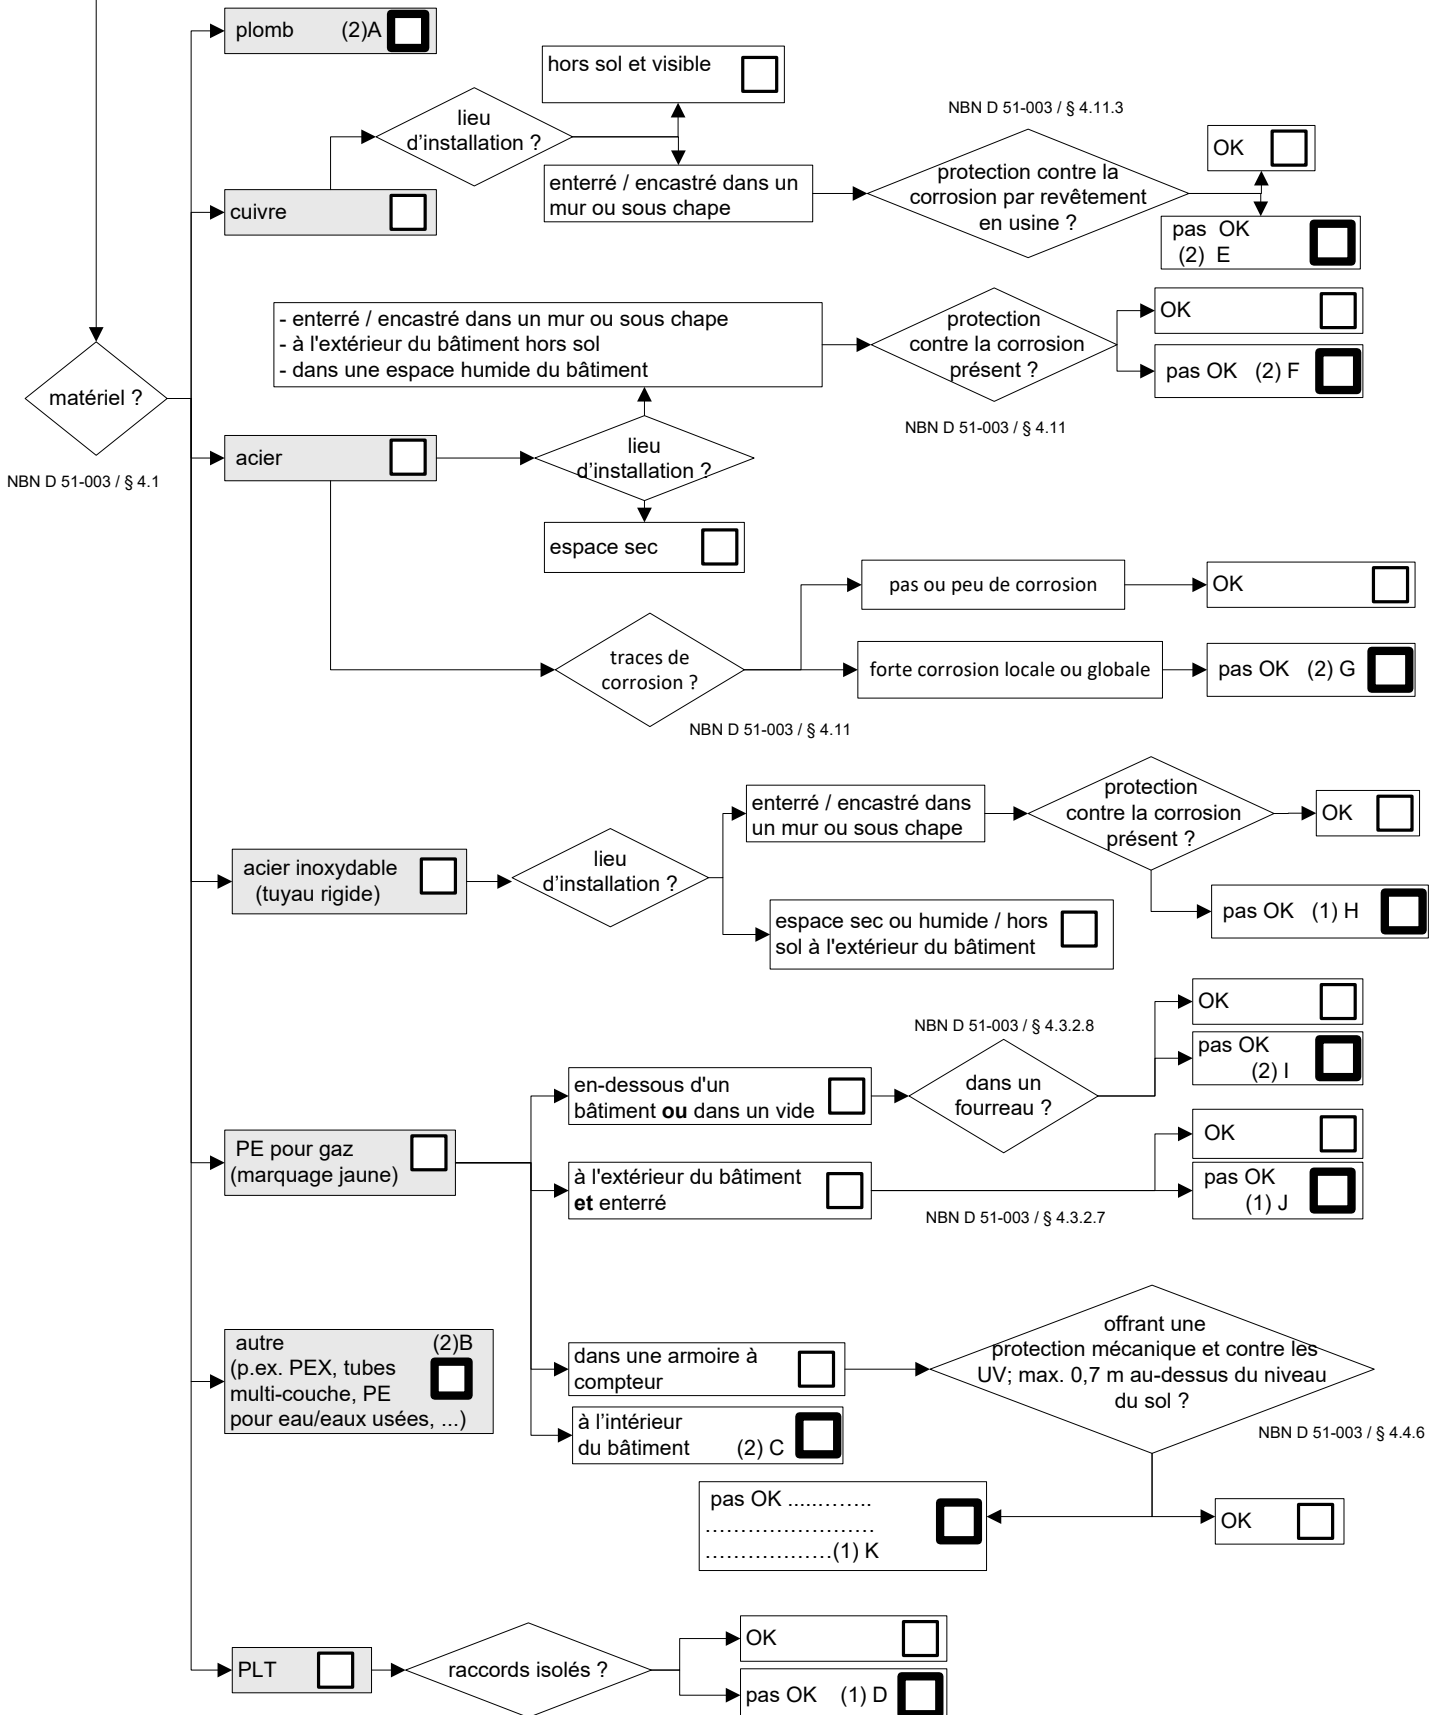 plomb (2)A
hors sol et visible
lieu
d'installation ?
NBN D 51-003 / § 4.11.3
OK
enterré / encastré dans un
mur ou sous chape
protection contre la
corrosion par revêtement
en usine ?
cuivre
pas OK
(2) E
- enterré / encastré dans un mur ou sous chape
- à l'extérieur du bâtiment hors sol
- dans une espace humide du bâtiment
protection
contre la corrosion
présent ?
OK
pas OK (2) F
matériel ?
NBN D 51-003 / § 4.11
acier
lieu
d'installation ?
NBN D 51-003 / § 4.1
espace sec
pas ou peu de corrosion
OK
traces de
corrosion ?
forte corrosion locale ou globale
pas OK (2) G
NBN D 51-003 / § 4.11
enterré / encastré dans
un mur ou sous chape
protection
contre la corrosion
présent ?
OK
acier inoxydable
(tuyau rigide)
lieu
d'installation ?
pas OK (1) H
espace sec ou humide / hors
sol à l'extérieur du bâtiment
OK
NBN D 51-003 / § 4.3.2.8
pas OK
(2) I
en-dessous d'un
bâtiment ou dans un vide
dans un
fourreau ?
OK
PE pour gaz
(marquage jaune)
à l'extérieur du bâtiment
et enterré
pas OK
(1) J
NBN D 51-003 / § 4.3.2.7
autre (2)B
(p.ex. PEX, tubes
multi-couche, PE
pour eau/eaux usées, ...)
dans une armoire à
compteur
offrant une
protection mécanique et contre les
UV; max. 0,7 m au-dessus du niveau
du sol ?
à l’intérieur
du bâtiment (2) C
NBN D 51-003 / § 4.4.6
pas OK ..............
..............................
......................(1) K
OK
OK
PLT
raccords isolés ?
pas OK (1) D